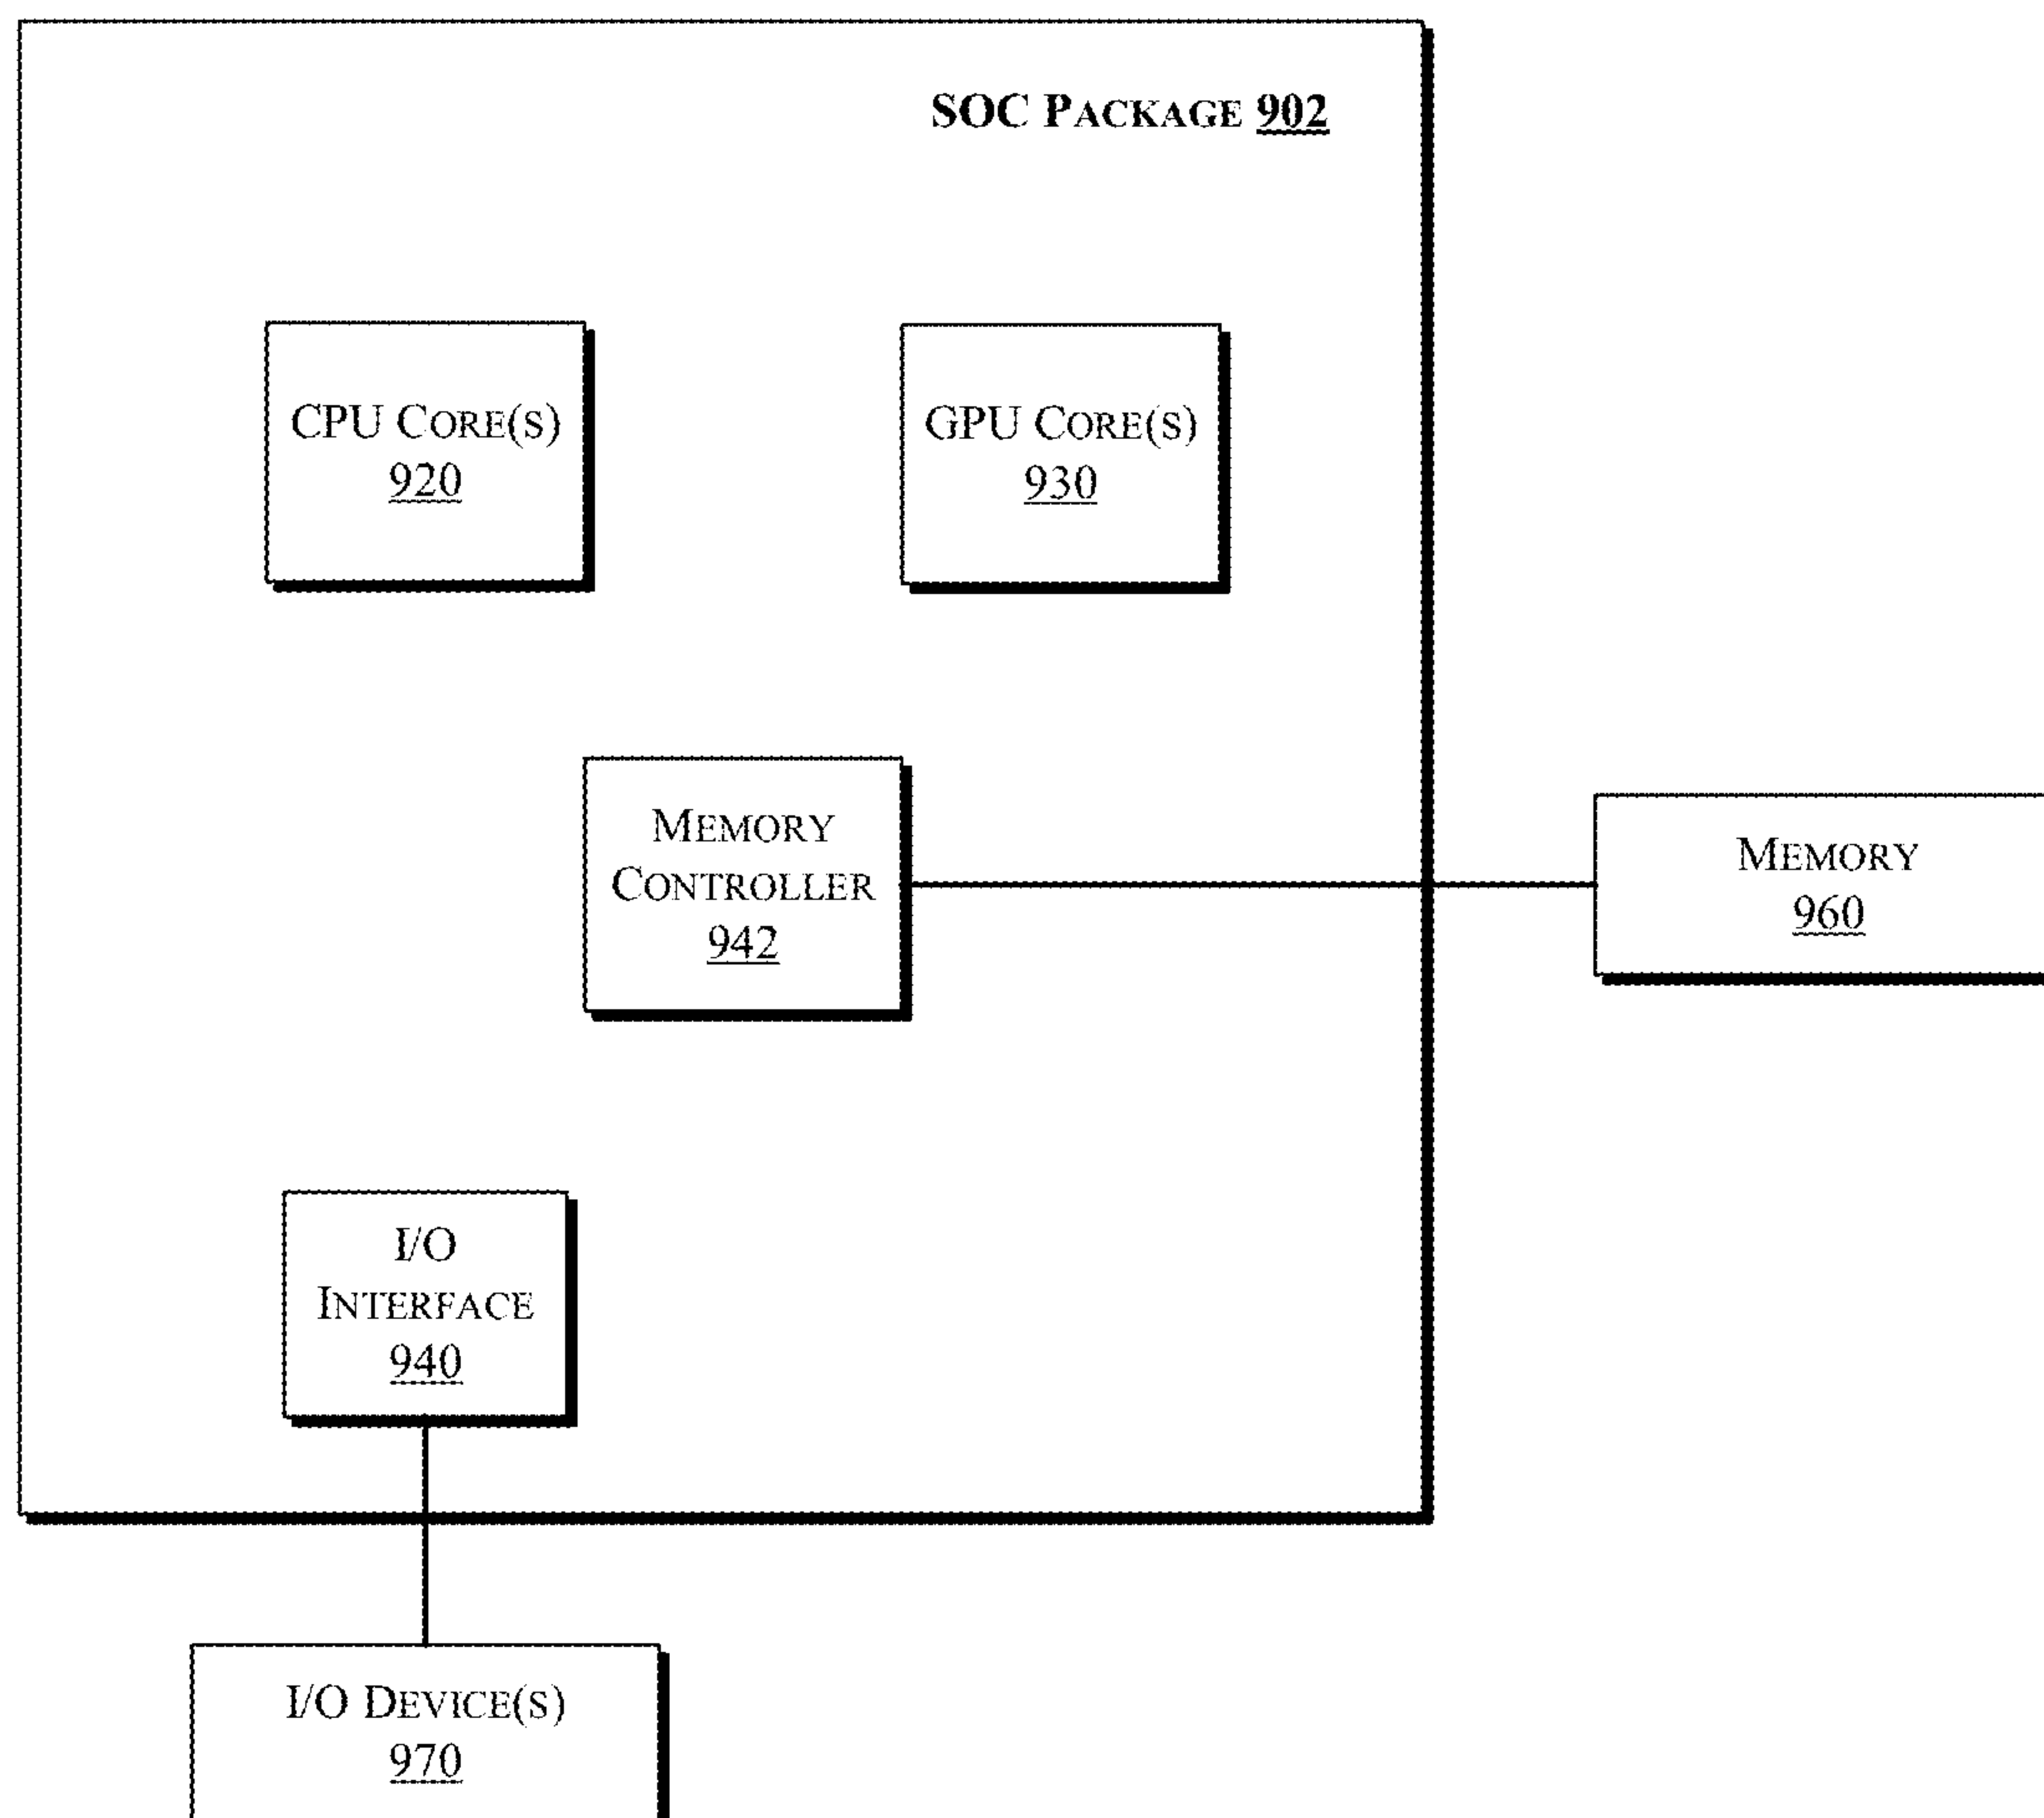 SOC PACKAGE 902
CPU CORE(S)
920
GPU CORE(S)
930
MEMORY
CONTROLLER
942
MEMORY
960
I/O
INTERFACE
940
I/O DEVICE(S)
970